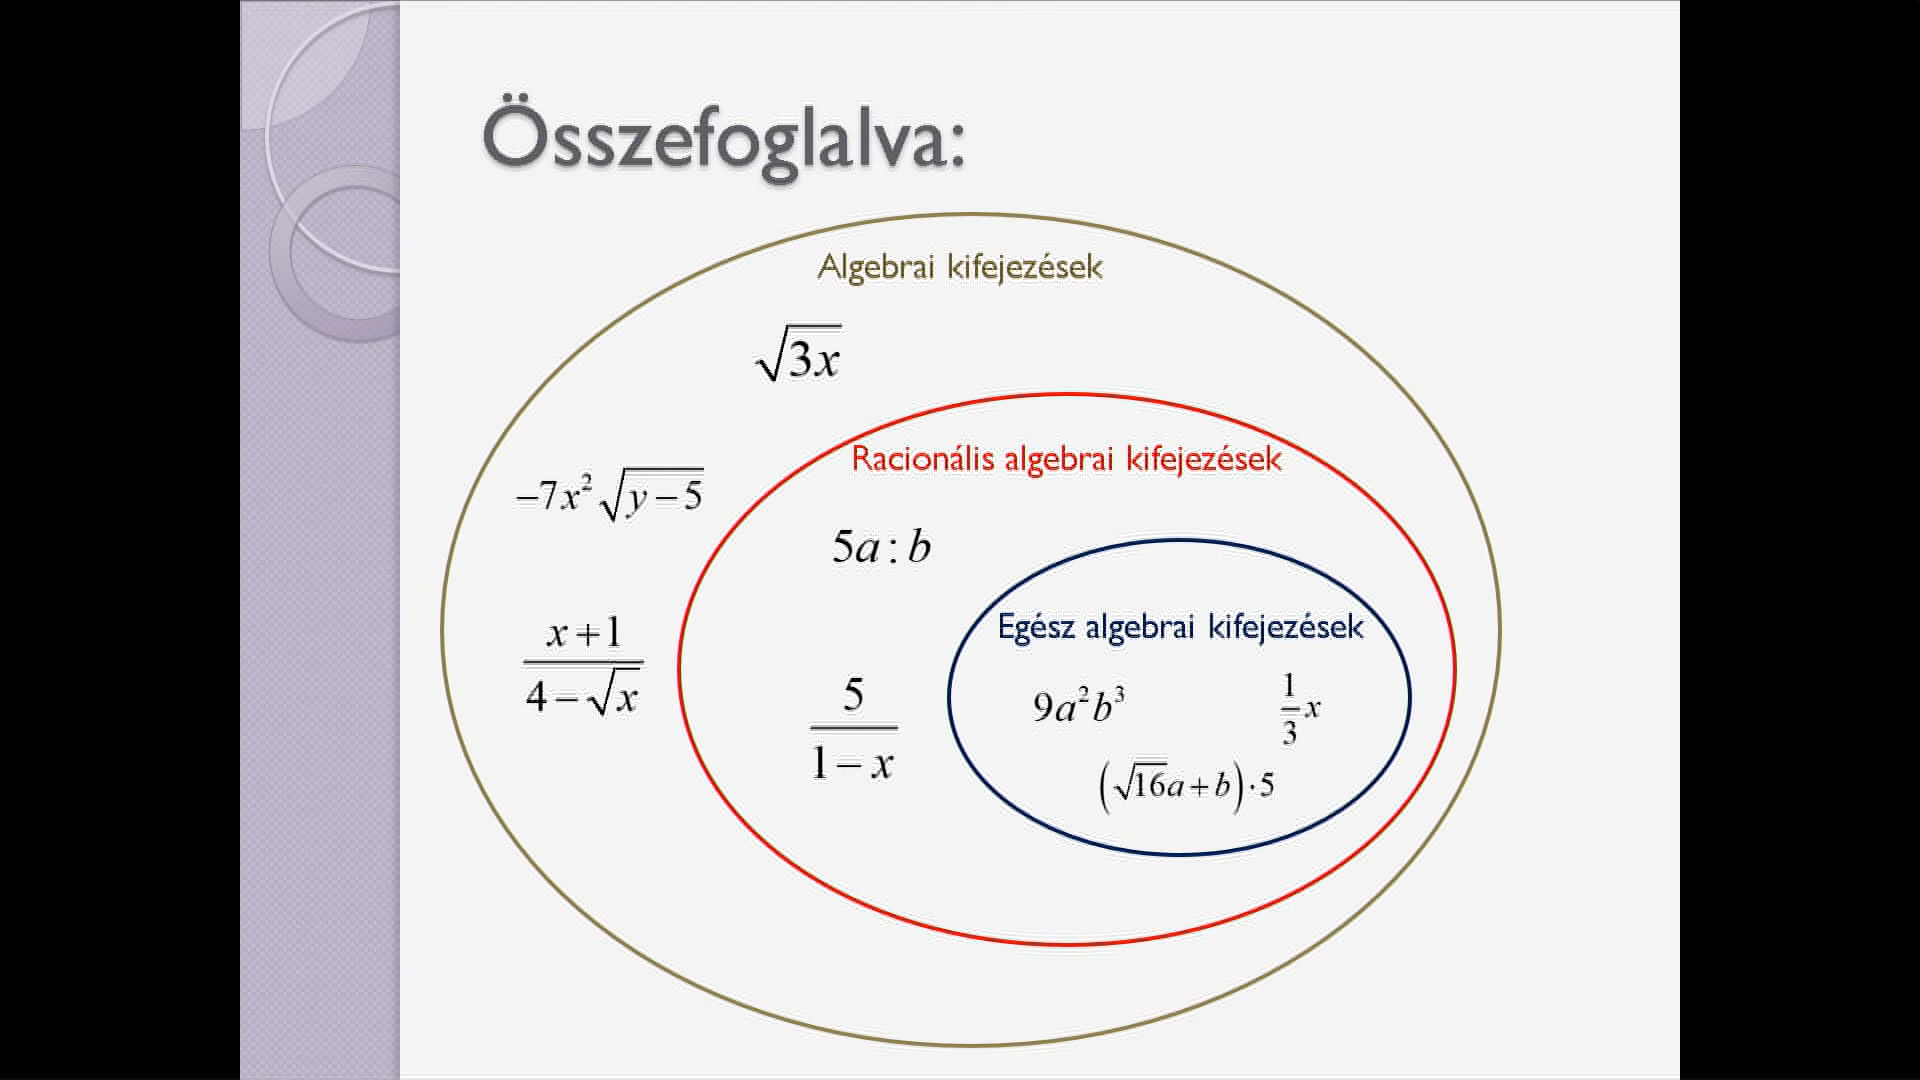 Összefoglalva:
Algebrai kifejezések
√3x
Racionális algebrai kifejezések
−7x²√y−5
5a : b
Egész algebrai kifejezések
x+1
4−√x
5
1−x
9a²b³
1
3
x
(√16a+b)·5